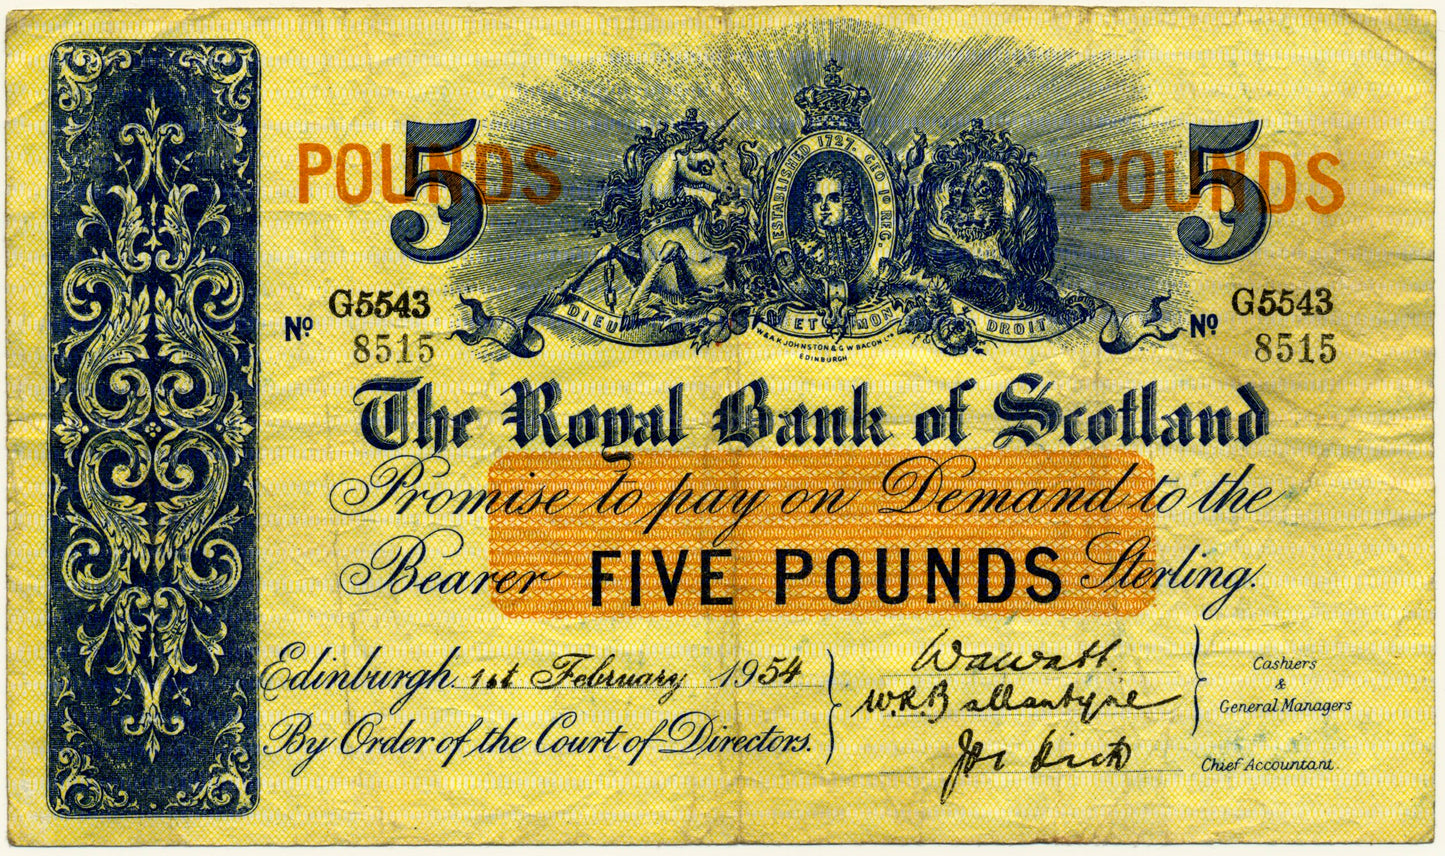 POUNDS 5
5 POUNDS
ESTABLISHED 1727. GEO Iº REG.
DIEU ET MON DROIT
W & A K JOHNSTON & G W BACON Lᵀᴰ
EDINBURGH
Nº G5543
8515
Nº G5543
8515
The Royal Bank of Scotland
Promise to pay on Demand to the
Bearer FIVE POUNDS Sterling.
Edinburgh 1st February 1954
By Order of the Court of Directors.
W.R.Ballantyne
Cashiers
&
General Managers
Chief Accountant.